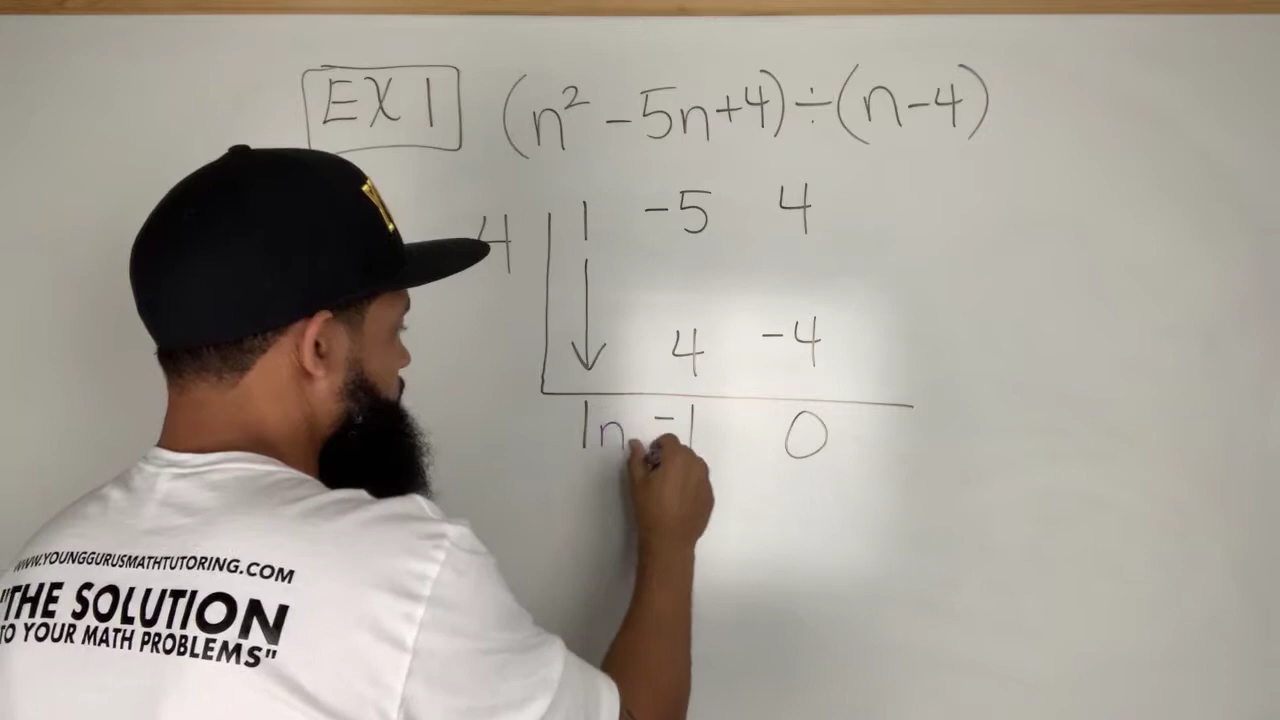 EX 1 (n² - 5n + 4) ÷ (n - 4)
4 1 -5 4
4 -4
1n -1 0
WWW.YOUNGGURUSMATHTUTORING.COM
"THE SOLUTION
TO YOUR MATH PROBLEMS"